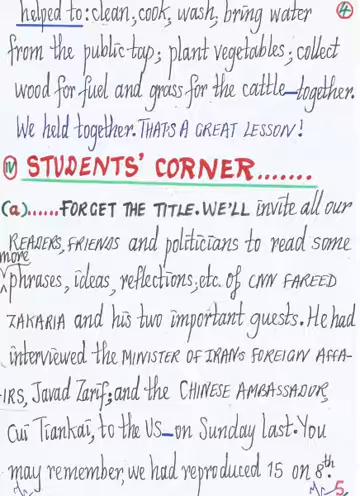 helped to: clean, cook, wash, bring water ④
from the public tap; plant vegetables; collect
wood for fuel and grass for the cattle—together.
We held together. THAT'S A GREAT LESSON!
IV STUDENTS' CORNER.......
(a)......FORGET THE TITLE. WE'LL invite all our
READERS, FRIENDS and politicians to read some
more
phrases, ideas, reflections, etc. of CNN FAREED
ZAKARIA and his two important guests. He had
interviewed the MINISTER OF IRAN'S FOREIGN AFFA-
IRS, Javad Zarif; and the CHINESE AMBASSADOR,
Cui Tiankai, to the US—on Sunday last. You
may remember, we had reproduced 15 on 8th.
5